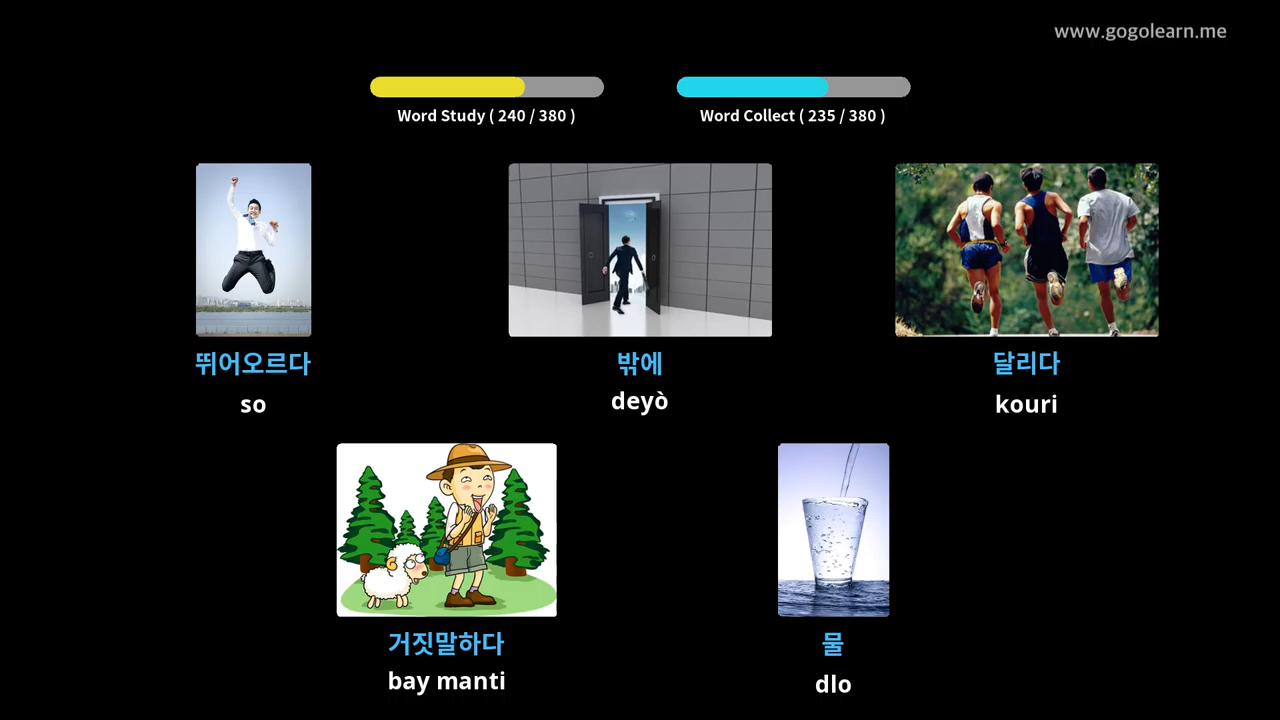 www.gogolearn.me
Word Study ( 240 / 380 )
Word Collect ( 235 / 380 )
뛰어오르다
so
밖에
deyò
달리다
kouri
거짓말하다
bay manti
물
dlo